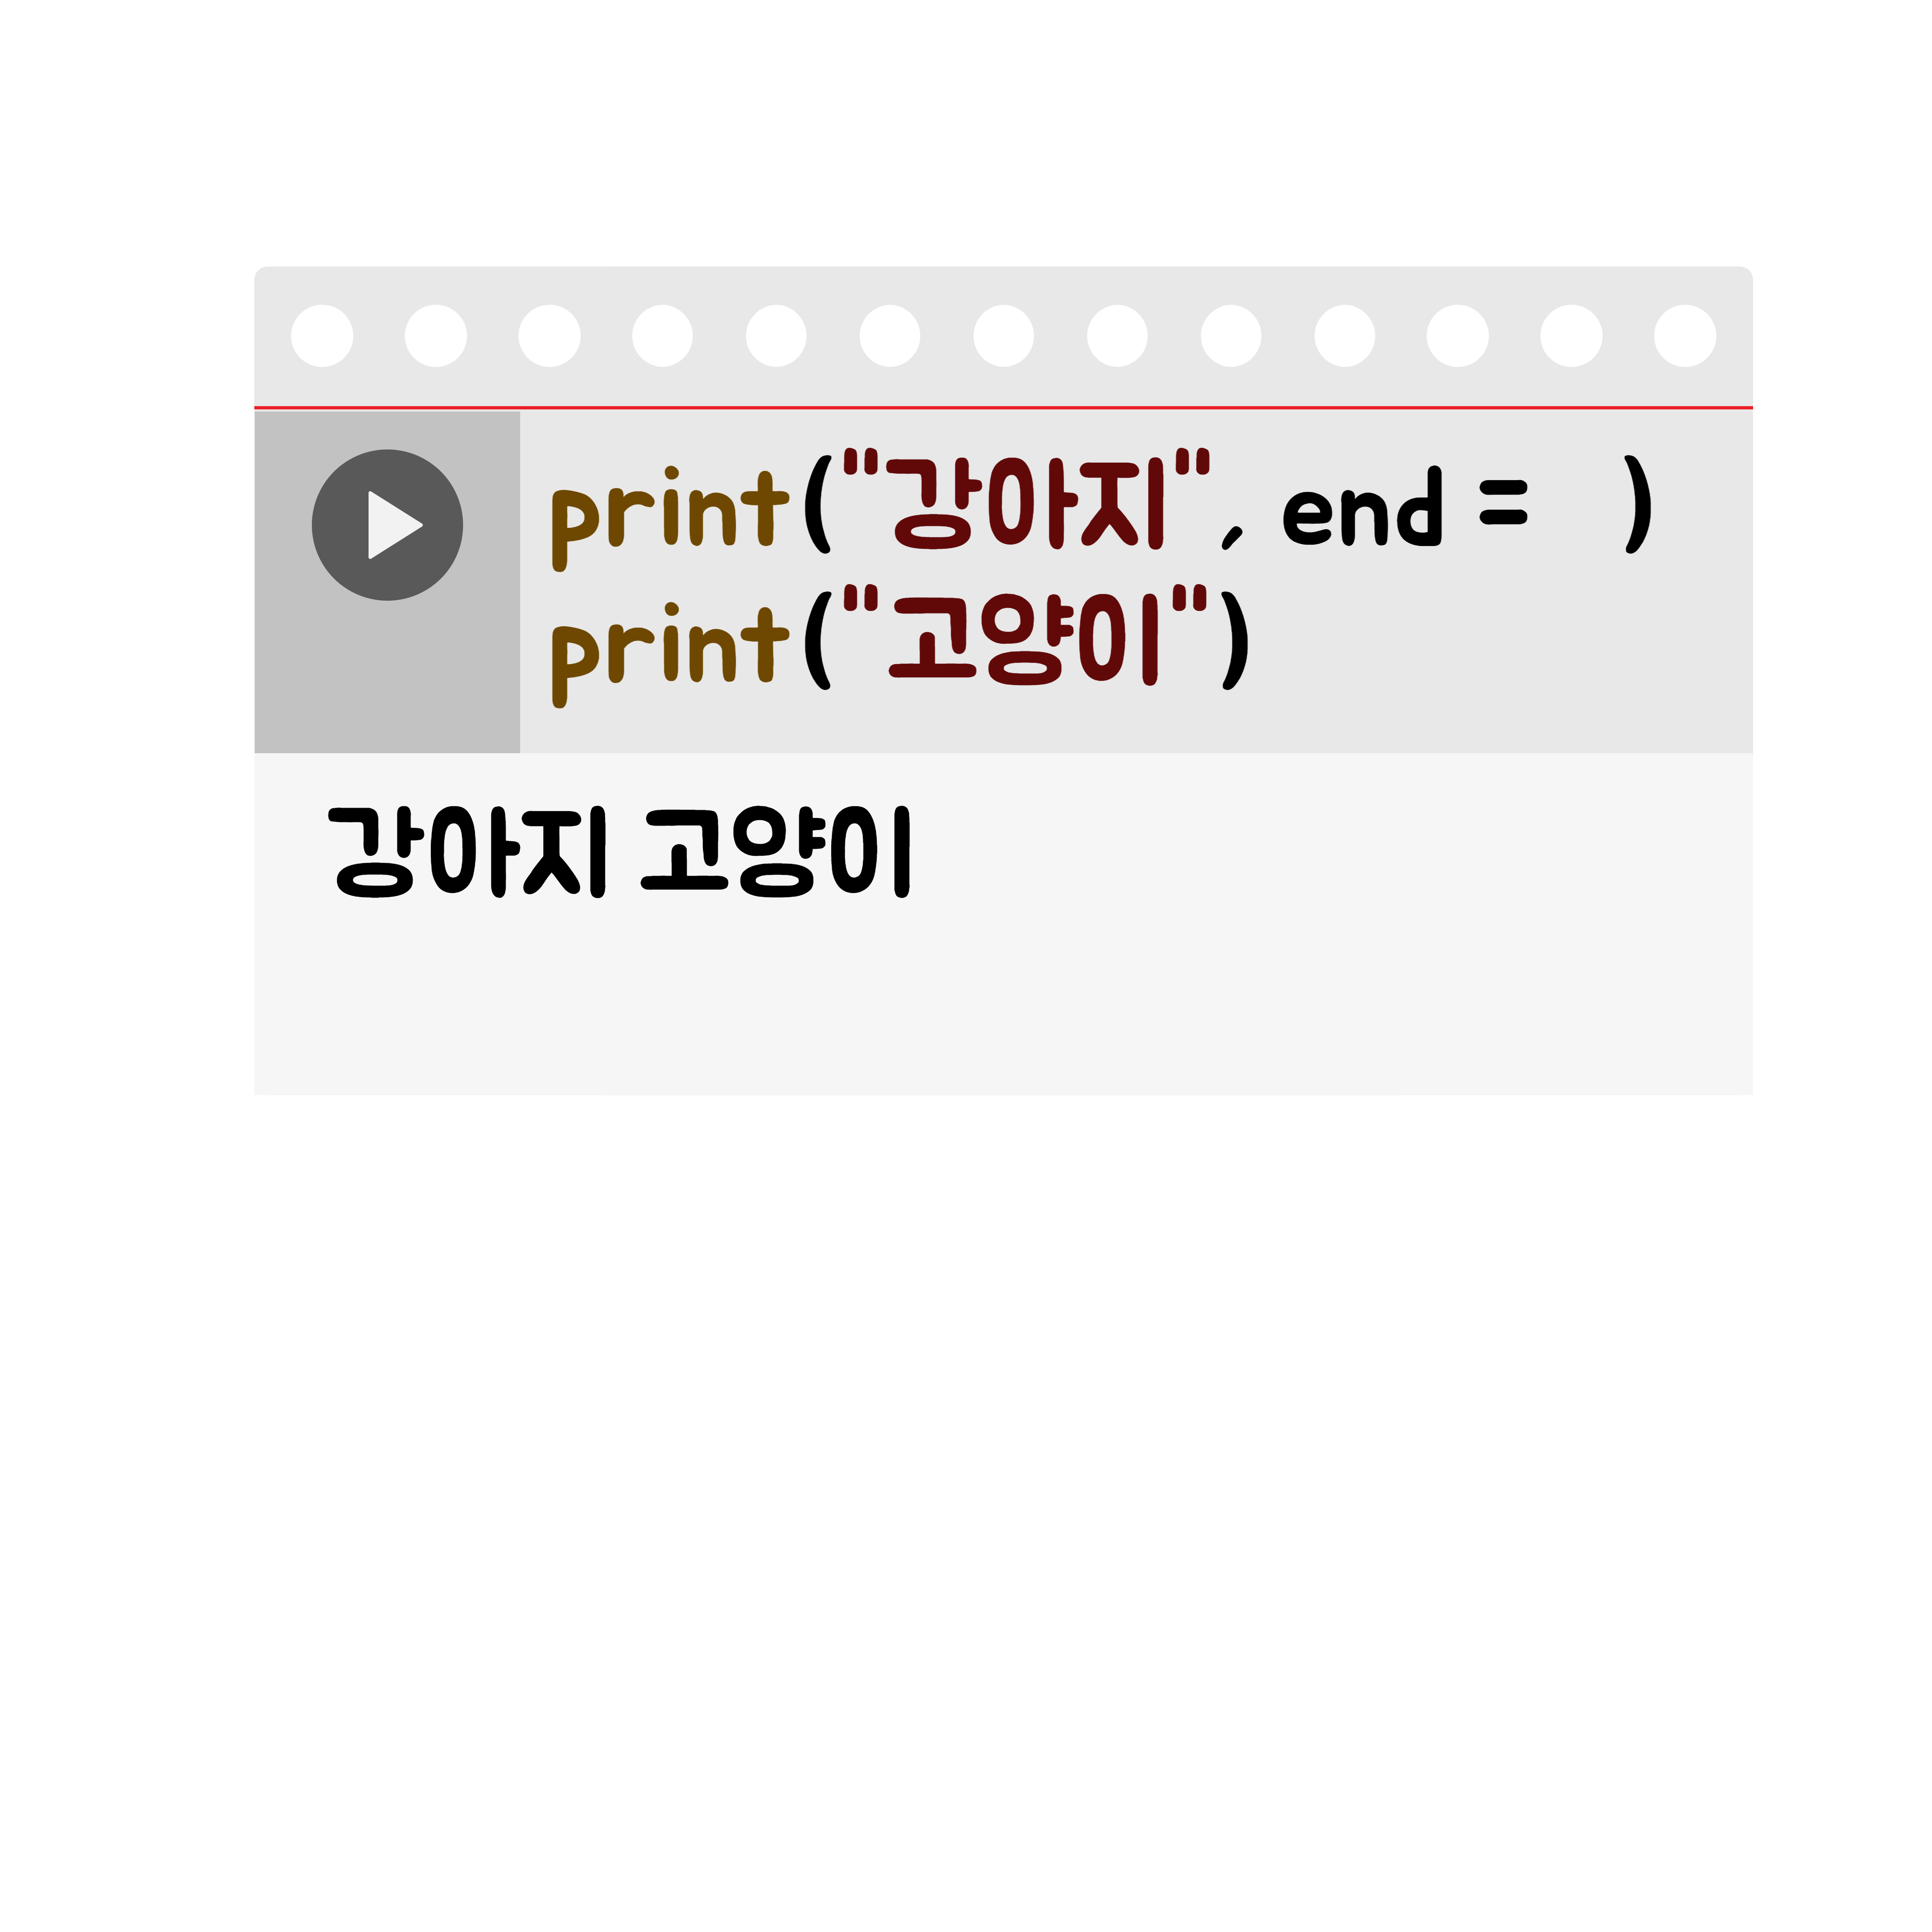 print("강아지", end =   )
print("고양이")
강아지 고양이